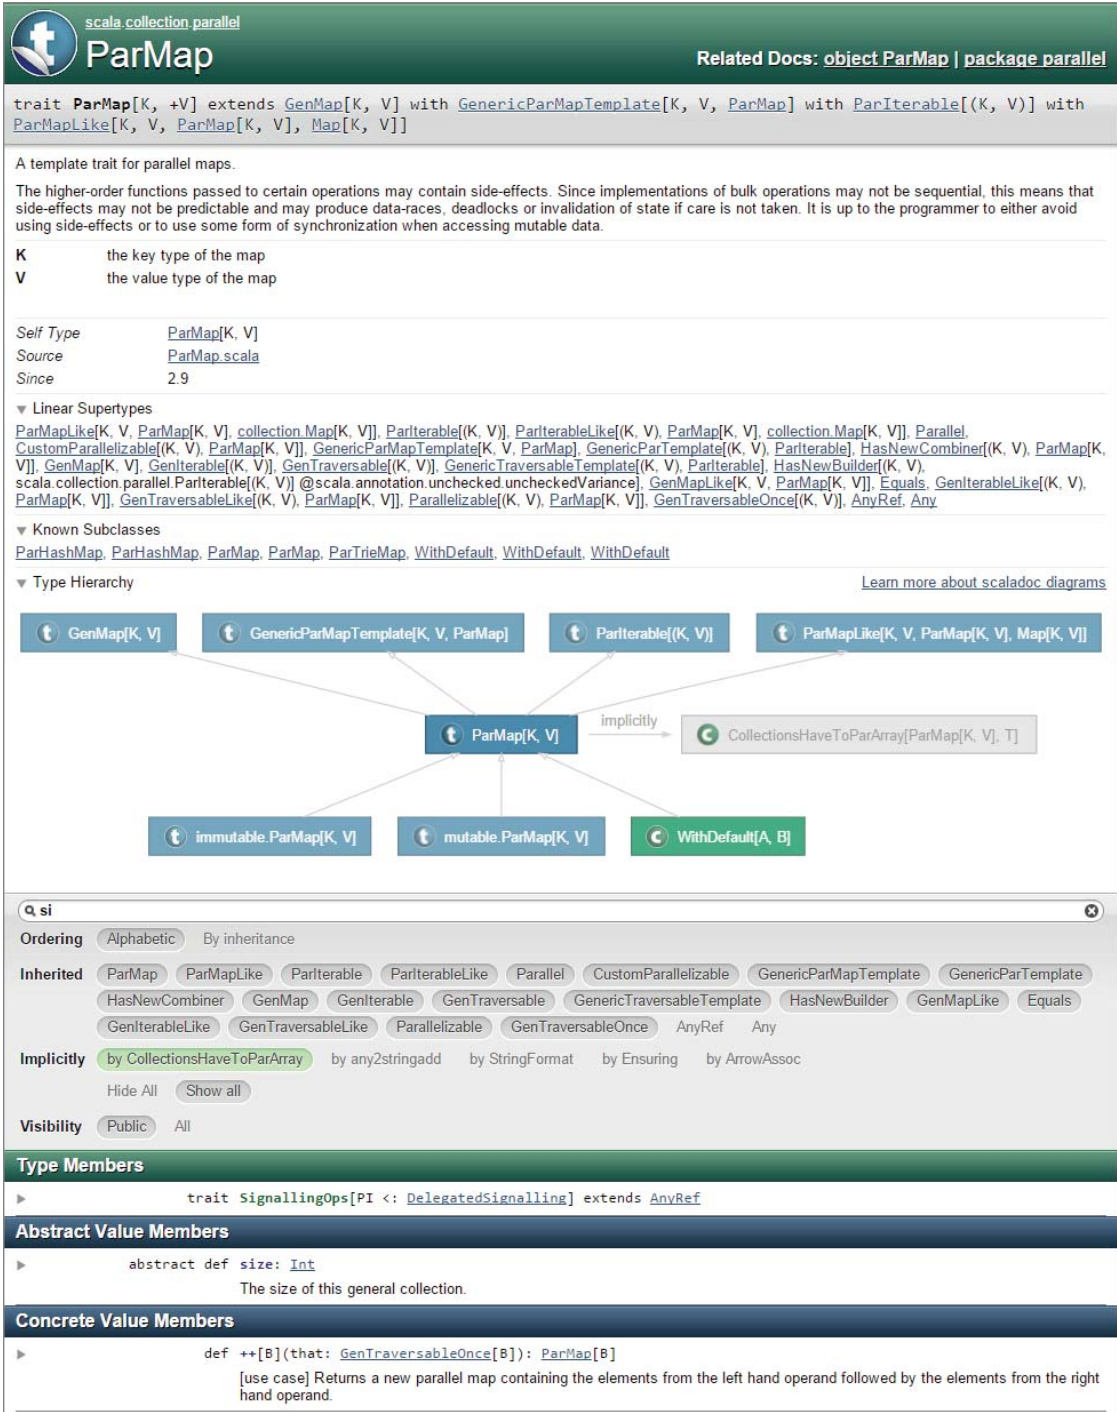 scala.collection.parallel
ParMap
Related Docs: object ParMap | package parallel
trait ParMap[K, +V] extends GenMap[K, V] with GenericParMapTemplate[K, V, ParMap] with ParIterable[(K, V)] with
ParMapLike[K, V, ParMap[K, V], Map[K, V]]
A template trait for parallel maps.
The higher-order functions passed to certain operations may contain side-effects. Since implementations of bulk operations may not be sequential, this means that
side-effects may not be predictable and may produce data-races, deadlocks or invalidation of state if care is not taken. It is up to the programmer to either avoid
using side-effects or to use some form of synchronization when accessing mutable data.
K the key type of the map
V the value type of the map
Self Type ParMap[K, V]
Source ParMap.scala
Since 2.9
Linear Supertypes
ParMapLike[K, V, ParMap[K, V], collection.Map[K, V]], ParIterable[(K, V)], ParIterableLike[(K, V), ParMap[K, V], collection.Map[K, V]], Parallel,
CustomParallelizable[(K, V), ParMap[K, V]], GenericParMapTemplate[K, V, ParMap], GenericParTemplate[(K, V), ParIterable], HasNewCombiner[(K, V), ParMap[K,
V]], GenMap[K, V], GenIterable[(K, V)], GenTraversable[(K, V)], GenericTraversableTemplate[(K, V), ParIterable], HasNewBuilder[(K, V),
scala.collection.parallel.ParIterable[(K, V)] @scala.annotation.unchecked.uncheckedVariance], GenMapLike[K, V, ParMap[K, V]], Equals, GenIterableLike[(K, V),
ParMap[K, V]], GenTraversableLike[(K, V), ParMap[K, V]], Parallelizable[(K, V), ParMap[K, V]], GenTraversableOnce[(K, V)], AnyRef, Any
Known Subclasses
ParHashMap, ParHashMap, ParMap, ParMap, ParTrieMap, WithDefault, WithDefault, WithDefault
Type Hierarchy Learn more about scaladoc diagrams
t GenMap[K, V] t GenericParMapTemplate[K, V, ParMap] t ParIterable[(K, V)] t ParMapLike[K, V, ParMap[K, V], Map[K, V]]
t ParMap[K, V] implicitly C CollectionsHaveToParArray[ParMap[K, V], T]
t immutable.ParMap[K, V] t mutable.ParMap[K, V] C WithDefault[A, B]
si
Ordering Alphabetic By inheritance
Inherited ParMap ParMapLike ParIterable ParIterableLike Parallel CustomParallelizable GenericParMapTemplate GenericParTemplate
HasNewCombiner GenMap GenIterable GenTraversable GenericTraversableTemplate HasNewBuilder GenMapLike Equals
GenIterableLike GenTraversableLike Parallelizable GenTraversableOnce AnyRef Any
Implicitly by CollectionsHaveToParArray by any2stringadd by StringFormat by Ensuring by ArrowAssoc
Hide All Show all
Visibility Public All
Type Members
trait SignallingOps[PI <: DelegatedSignalling] extends AnyRef
Abstract Value Members
abstract def size: Int
The size of this general collection.
Concrete Value Members
def ++[B](that: GenTraversableOnce[B]): ParMap[B]
[use case] Returns a new parallel map containing the elements from the left hand operand followed by the elements from the right
hand operand.